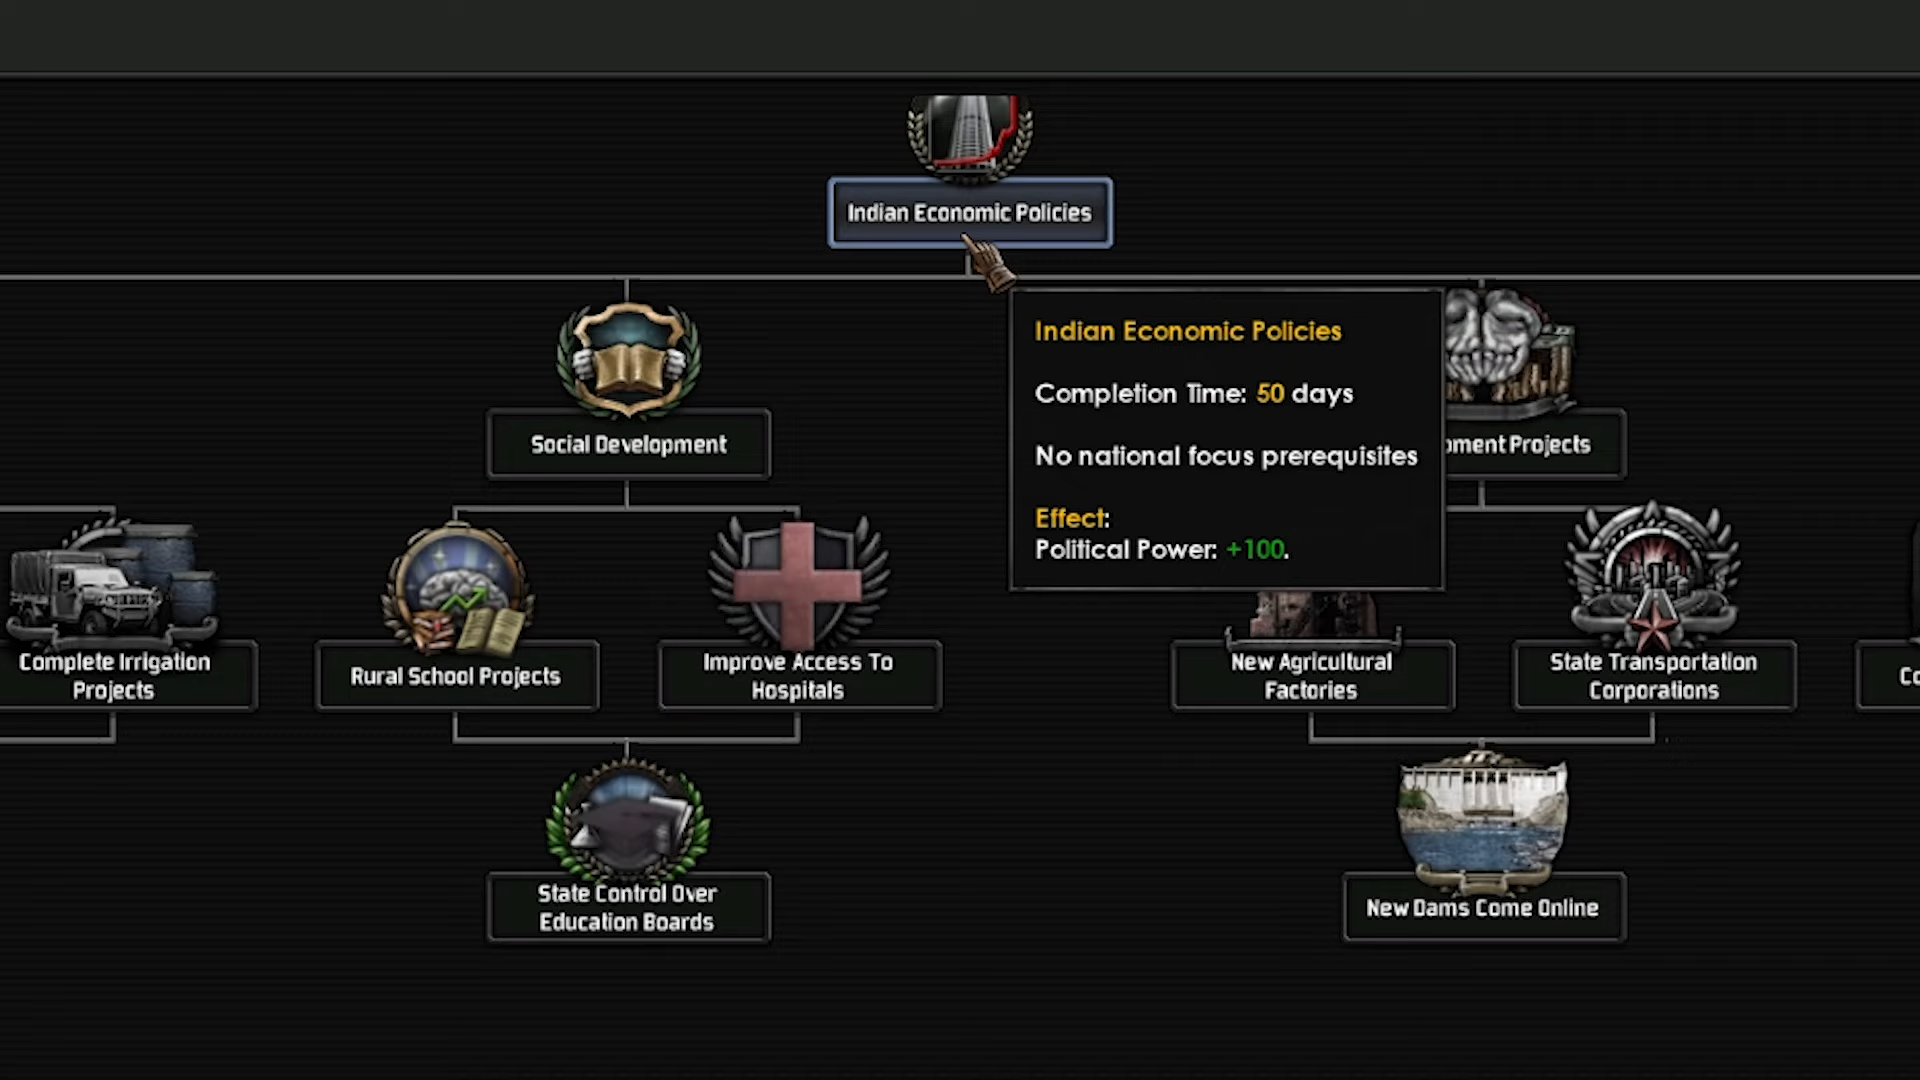 Indian Economic Policies
Indian Economic Policies
Completion Time: 50 days
No national focus prerequisites
Effect:
Political Power: +100.
Social Development
Projects
Complete Irrigation
Projects
Rural School Projects
Improve Access To
Hospitals
New Agricultural
Factories
State Transportation
Corporations
State Control Over
Education Boards
New Dams Come Online